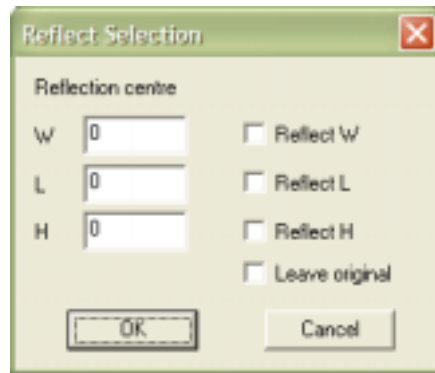 Reflect Selection
Reflection centre
W 0 Reflect W
L 0 Reflect L
H 0 Reflect H
Leave original
OK Cancel